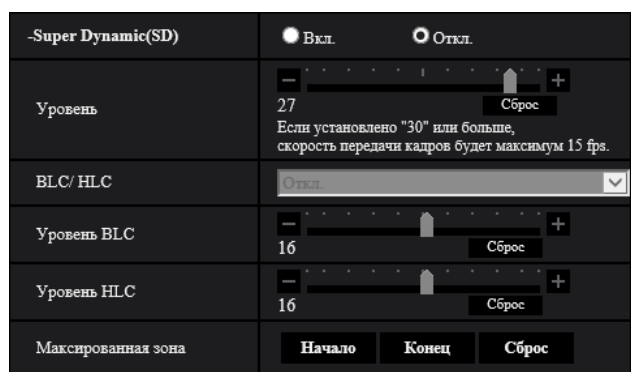 -Super Dynamic(SD) Вкл. Откл.
Уровень
27 Сброс
Если установлено "30" или больше,
скорость передачи кадров будет максимум 15 fps.
BLC/ HLC Откл.
Уровень BLC
16 Сброс
Уровень HLC
16 Сброс
Максированная зона Начало Конец Сброс